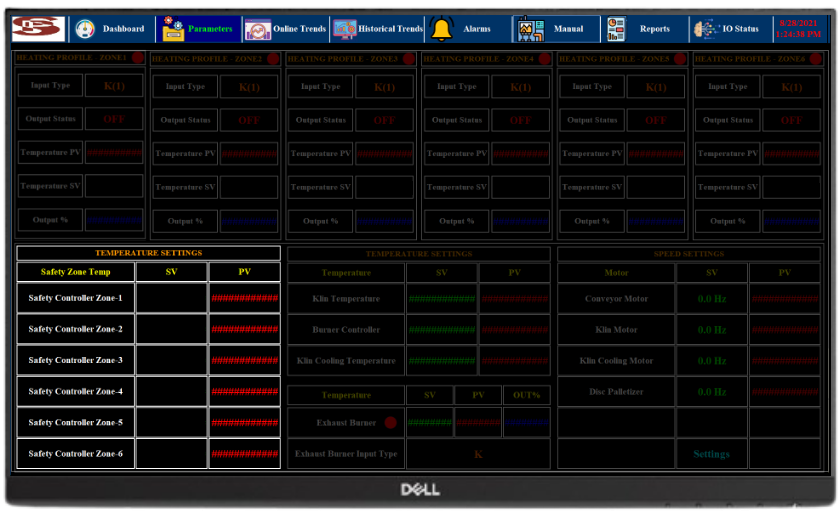 Dashboard Parameters Online Trends Historical Trends Alarms Manual Reports IO Status 8/28/2021
1:24:38 PM
HEATING PROFILE - ZONE1 HEATING PROFILE - ZONE2 HEATING PROFILE - ZONE3 HEATING PROFILE - ZONE4 HEATING PROFILE - ZONE5 HEATING PROFILE - ZONE6
Input Type K(1) Input Type K(1) Input Type K(1) Input Type K(1) Input Type K(1) Input Type K(1)
Output Status OFF Output Status OFF Output Status OFF Output Status OFF Output Status OFF Output Status OFF
Temperature PV ########## Temperature PV ########## Temperature PV ########## Temperature PV ########## Temperature PV ########## Temperature PV ##########
Temperature SV Temperature SV Temperature SV Temperature SV Temperature SV Temperature SV
Output % ########## Output % ########## Output % ########## Output % ########## Output % ########## Output % ##########
TEMPERATURE SETTINGS TEMPERATURE SETTINGS SPEED SETTINGS
Safety Zone Temp SV PV Temperature SV PV Motor SV PV
Safety Controller Zone-1 ############ Klin Temperature ############ ############ Conveyor Motor 0.0 Hz ############
Safety Controller Zone-2 ############ Burner Controller ############ ############ Klin Motor 0.0 Hz ############
Safety Controller Zone-3 ############ Klin Cooling Temperature ############ ############ Klin Cooling Motor 0.0 Hz ############
Safety Controller Zone-4 ############ Temperature SV PV OUT% Disc Palletizer 0.0 Hz ############
Safety Controller Zone-5 ############ Exhaust Burner ######## ######## ########
Safety Controller Zone-6 ############ Exhaust Burner Input Type K Settings
DELL